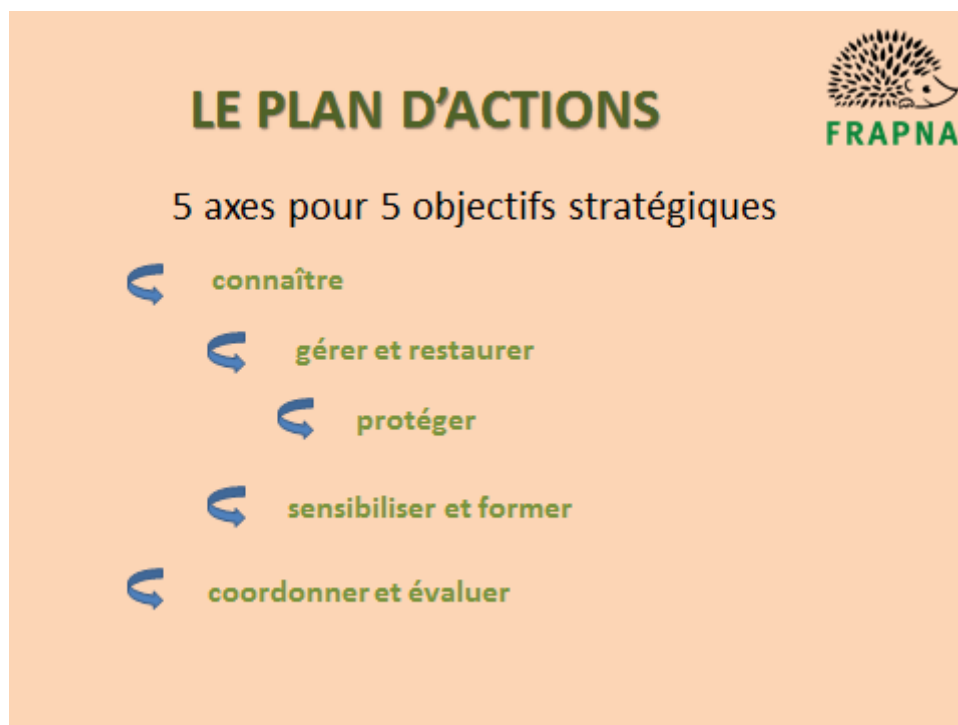 LE PLAN D'ACTIONS
FRAPNA
5 axes pour 5 objectifs stratégiques
connaître
gérer et restaurer
protéger
sensibiliser et former
coordonner et évaluer